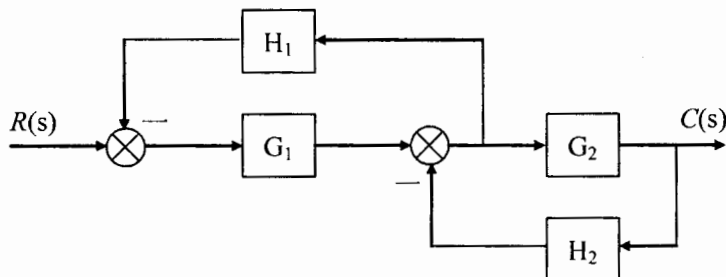 H₁
R(s)
—
G₁
G₂
C(s)
—
H₂